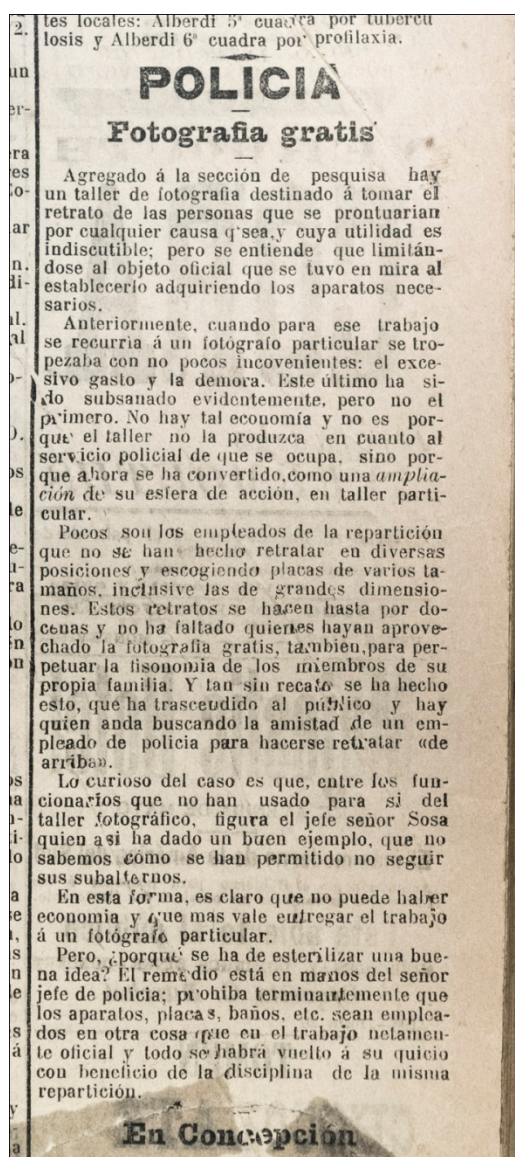 tes locales: Alberdi 5ª cuadra por tubercu
losis y Alberdi 6ª cuadra por profilaxia.
POLICIA
Fotografia gratis
Agregado á la sección de pesquisa hay
un taller de fotografia destinado á tomar el
retrato de las personas que se prontuarian
por cualquier causa q'sea,y cuya utilidad es
indiscutible; pero se entiende que limitán-
dose al objeto oficial que se tuvo en mira al
establecerlo adquiriendo los aparatos nece-
sarios.
Anteriormente, cuando para ese trabajo
se recurria á un fotógrafo particular se tro-
pezaba con no pocos incovenientes: el exce-
sivo gasto y la demora. Este último ha si-
do subsanado evidentemente, pero no el
primero. No hay tal economía y no es por-
que el taller no la produzca en cuanto al
servicio policial de que se ocupa, sino por-
que ahora se ha convertido,como una amplia-
ción de su esfera de acción, en taller parti-
cular.
Pocos son los empleados de la repartición
que no se han hecho retratar en diversas
posiciones y escogiendo placas de varios ta-
maños, inclusive las de grandes dimensio-
nes. Estos retratos se hacen hasta por do-
cenas y no ha faltado quienes hayan aprove-
chado la fotografia gratis, tambien,para per-
petuar la fisonomia de los miembros de su
propia familia. Y tan sin recato se ha hecho
esto, que ha trascendido al público y hay
quien anda buscando la amistad de un em-
pleado de policia para hacerse retratar «de
arriba».
Lo curioso del caso es que, entre los fun-
cionarios que no han usado para si del
taller fotográfico, figura el jefe señor Sosa
quien asi ha dado un buen ejemplo, que no
sabemos cómo se han permitido no seguir
sus subalternos.
En esta forma, es claro que no puede haber
economia y que mas vale entregar el trabajo
á un fotógrafo particular.
Pero, ¿porqué se ha de esterilizar una bue-
na idea? El remedio está en manos del señor
jefe de policia; prohiba terminantemente que
los aparatos, placas, baños, etc. sean emplea-
dos en otra cosa que en el trabajo netamen-
te oficial y todo se habrá vuelto á su quicio
con beneficio de la disciplina de la misma
repartición.
En Concepción